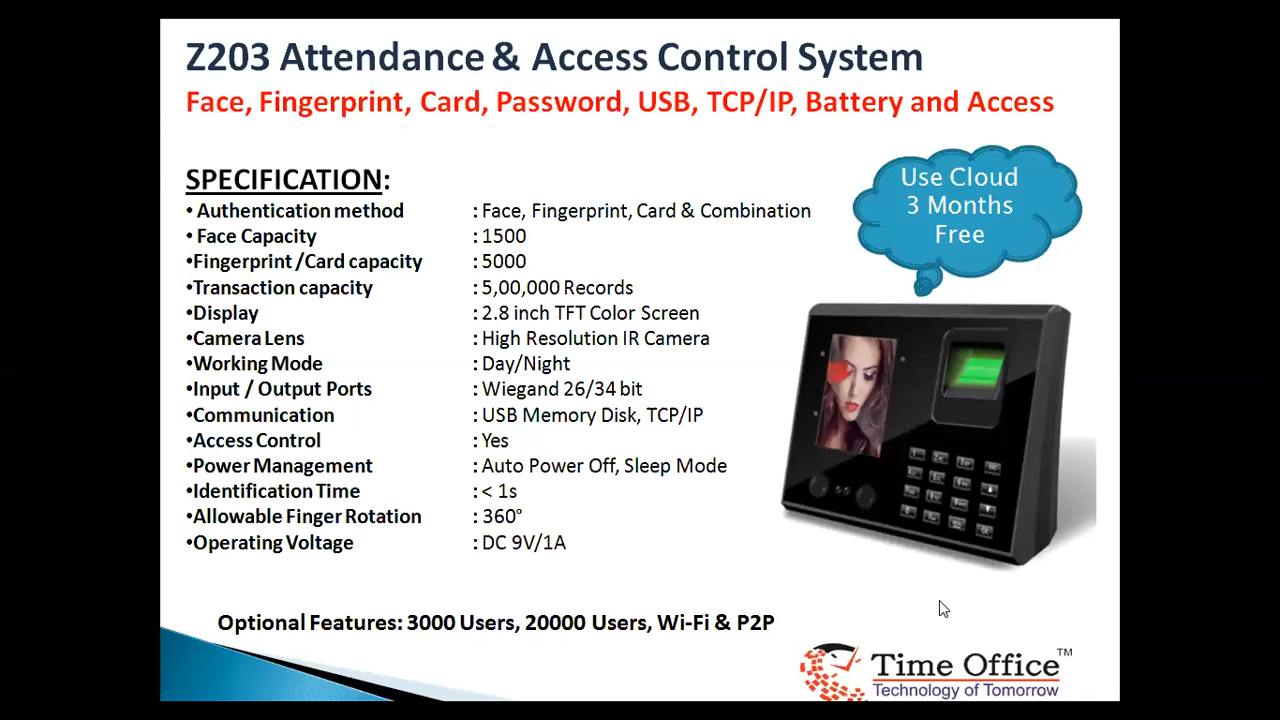 Z203 Attendance & Access Control System
Face, Fingerprint, Card, Password, USB, TCP/IP, Battery and Access
Use Cloud
3 Months
Free
SPECIFICATION:
• Authentication method : Face, Fingerprint, Card & Combination
• Face Capacity : 1500
•Fingerprint /Card capacity : 5000
•Transaction capacity : 5,00,000 Records
•Display : 2.8 inch TFT Color Screen
•Camera Lens : High Resolution IR Camera
•Working Mode : Day/Night
•Input / Output Ports : Wiegand 26/34 bit
•Communication : USB Memory Disk, TCP/IP
•Access Control : Yes
•Power Management : Auto Power Off, Sleep Mode
•Identification Time : < 1s
•Allowable Finger Rotation : 360°
•Operating Voltage : DC 9V/1A
Optional Features: 3000 Users, 20000 Users, Wi-Fi & P2P
Time Office™
Technology of Tomorrow